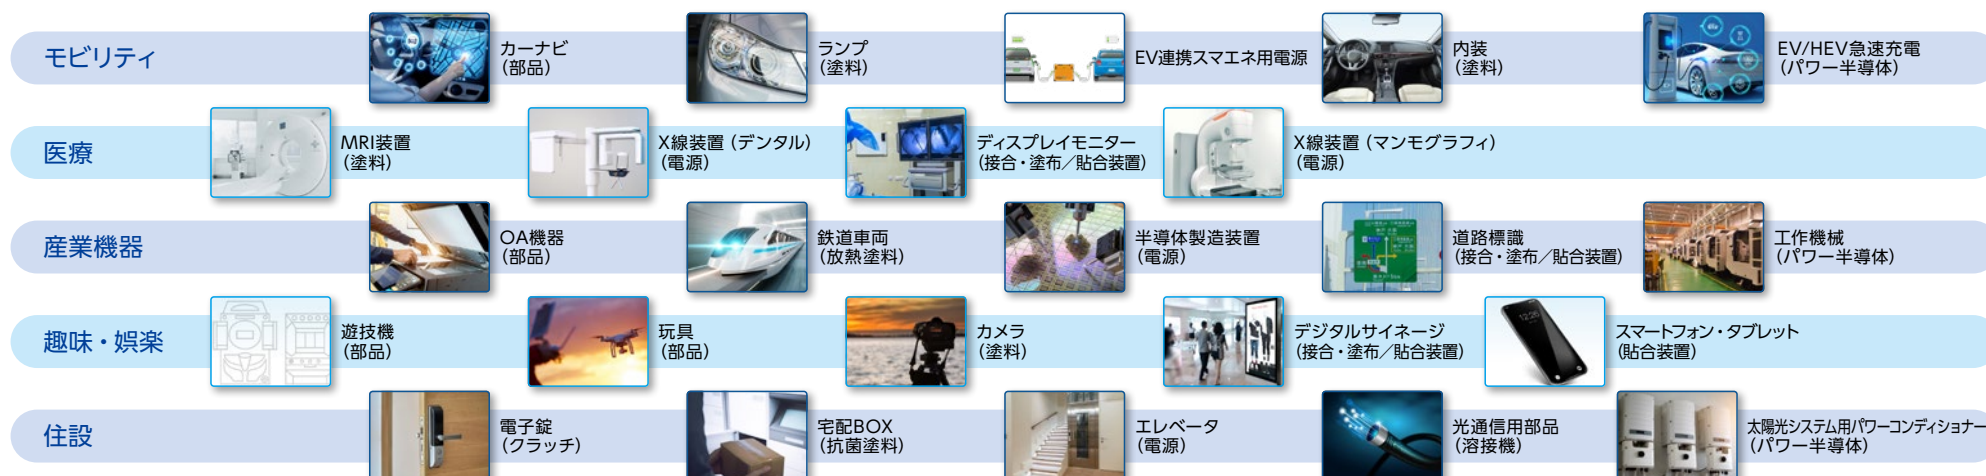 モビリティ
カーナビ
(部品)
ランプ
(塗料)
EV連携スマエネ用電源
内装
(塗料)
EV/HEV急速充電
(パワー半導体)
医療
MRI装置
(塗料)
X線装置(デンタル)
(電源)
ディスプレイモニター
(接合・塗布／貼合装置)
X線装置(マンモグラフィ)
(電源)
産業機器
OA機器
(部品)
鉄道車両
(放熱塗料)
半導体製造装置
(電源)
道路標識
(接合・塗布／貼合装置)
工作機械
(パワー半導体)
趣味・娯楽
遊技機
(部品)
玩具
(部品)
カメラ
(塗料)
デジタルサイネージ
(接合・塗布／貼合装置)
スマートフォン・タブレット
(貼合装置)
住設
電子錠
(クラッチ)
宅配BOX
(抗菌塗料)
エレベータ
(電源)
光通信用部品
(溶接機)
太陽光システム用パワーコンディショナー
(パワー半導体)